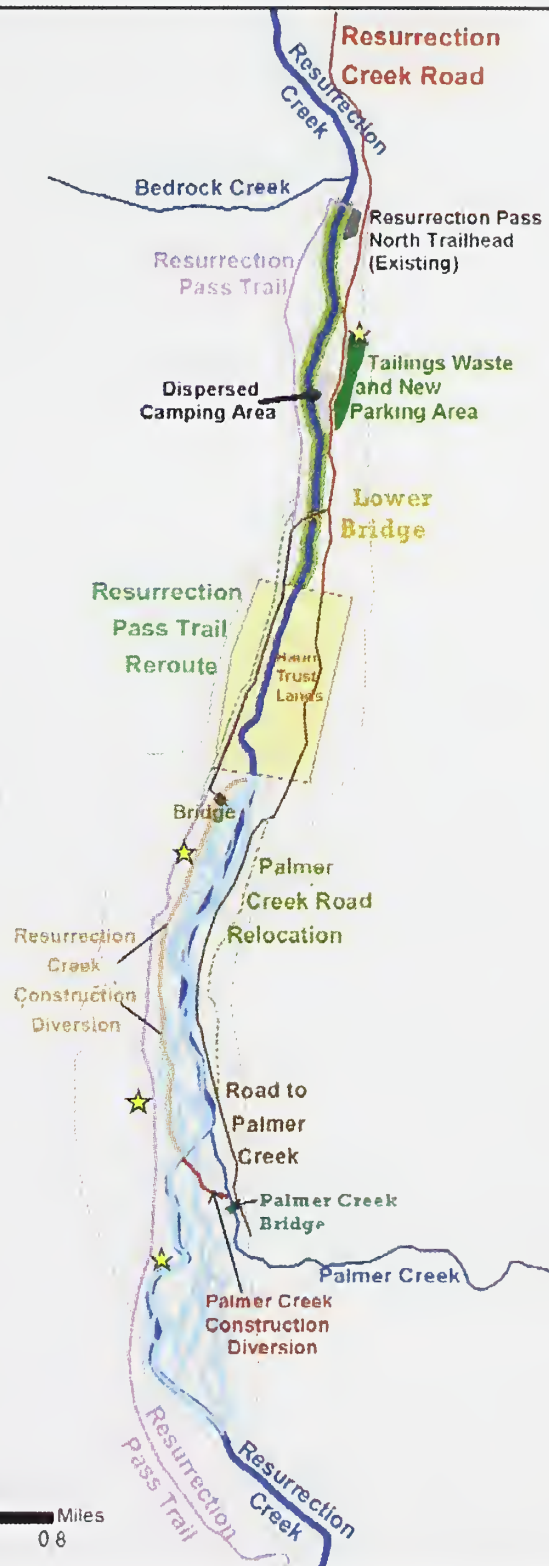 Resurrection
Creek Road
Resurrection
Creek
Bedrock Creek
Resurrection Pass
North Trailhead
(Existing)
Resurrection
Pass Trail
Tailings Waste
and New
Parking Area
Dispersed
Camping Area
Lower
Bridge
Resurrection
Pass Trail
Reroute
Haun
Trust
Lands
Bridge
Palmer
Creek Road
Relocation
Resurrection
Creek
Construction
Diversion
Road to
Palmer
Creek
Palmer Creek
Bridge
Palmer Creek
Palmer Creek
Construction
Diversion
Resurrection
Pass Trail
Resurrection
Creek
Miles
0 8